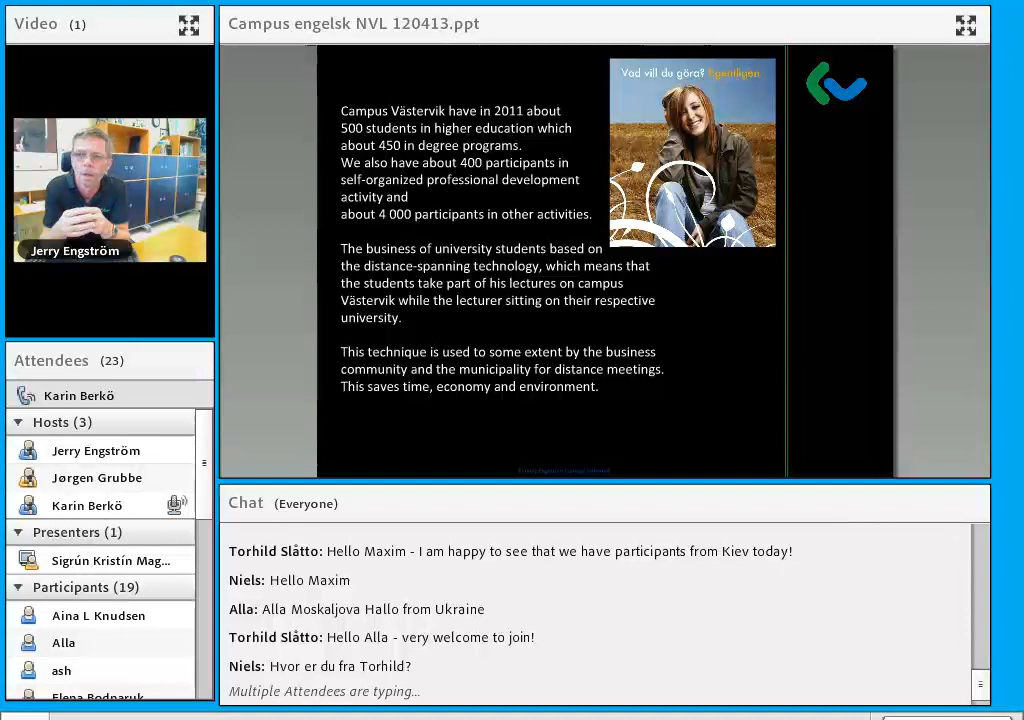 Video (1)
Jerry Engström
Attendees (23)
Karin Berkö
Hosts (3)
Jerry Engström
Jørgen Grubbe
Karin Berkö
Presenters (1)
Sigrún Kristín Mag...
Participants (19)
Aina L Knudsen
Alla
ash
Elena Bodnaruk
Campus engelsk NVL 120413.ppt
Vad vill du göra? Egentligen
Campus Västervik have in 2011 about
500 students in higher education which
about 450 in degree programs.
We also have about 400 participants in
self-organized professional development
activity and
about 4 000 participants in other activities.
The business of university students based on
the distance-spanning technology, which means that
the students take part of his lectures on campus
Västervik while the lecturer sitting on their respective
university.
This technique is used to some extent by the business
community and the municipality for distance meetings.
This saves time, economy and environment.
Chat (Everyone)
Torhild Slåtto: Hello Maxim - I am happy to see that we have participants from Kiev today!
Niels: Hello Maxim
Alla: Alla Moskaljova Hallo from Ukraine
Torhild Slåtto: Hello Alla - very welcome to join!
Niels: Hvor er du fra Torhild?
Multiple Attendees are typing...